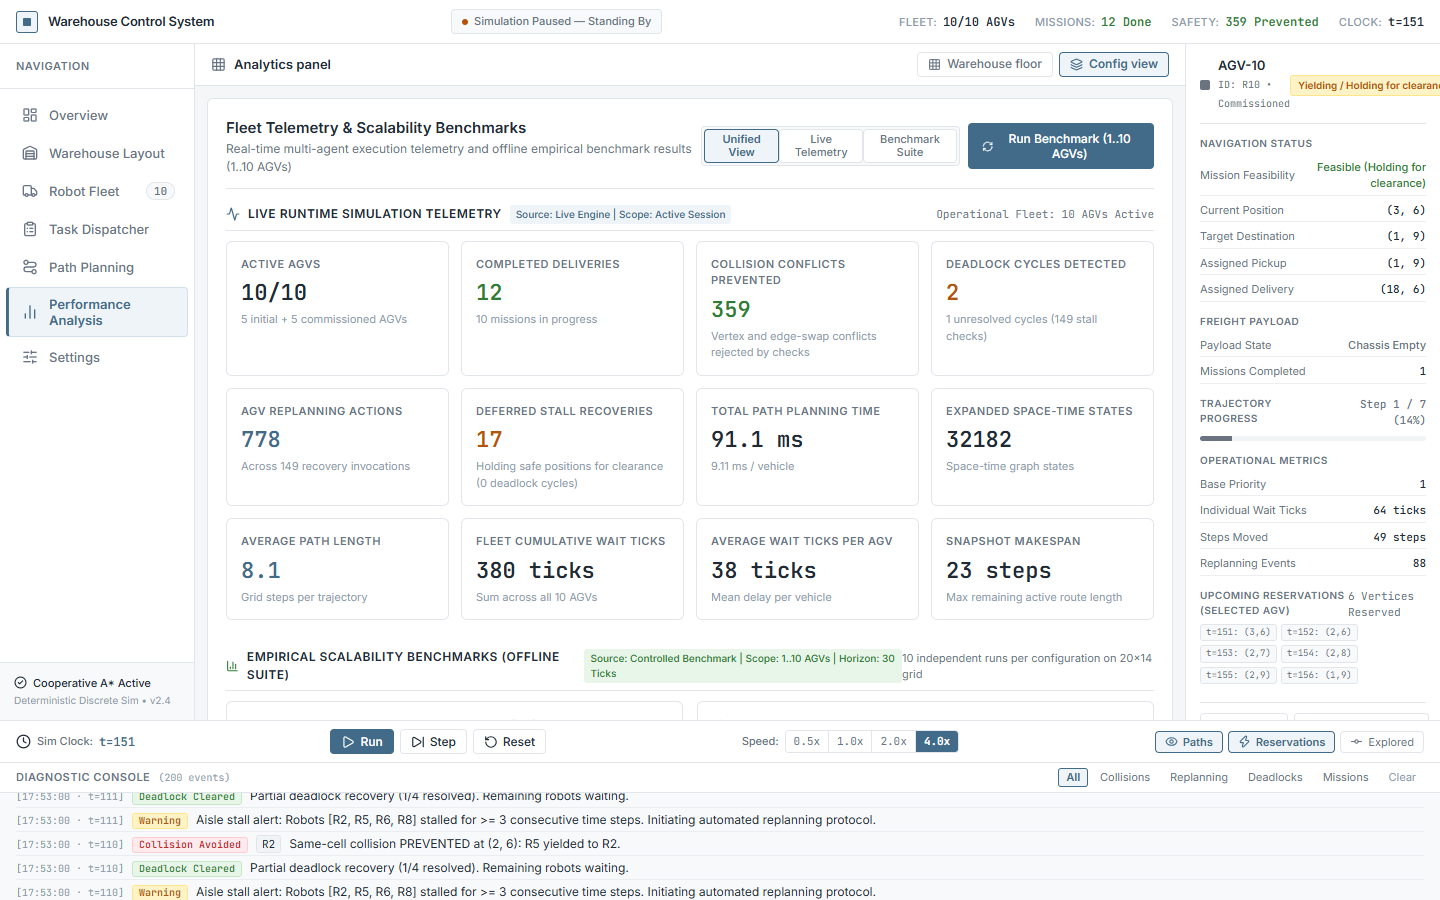 Warehouse Control System
Simulation Paused — Standing By
FLEET: 10/10 AGVs
MISSIONS: 12 Done
SAFETY: 359 Prevented
CLOCK: t=151
NAVIGATION
Overview
Warehouse Layout
Robot Fleet 10
Task Dispatcher
Path Planning
Performance
Analysis
Settings
Cooperative A* Active
Deterministic Discrete Sim • v2.4
Analytics panel
Warehouse floor
Config view
Fleet Telemetry & Scalability Benchmarks
Real-time multi-agent execution telemetry and offline empirical benchmark results
(1..10 AGVs)
Unified
View
Live
Telemetry
Benchmark
Suite
Run Benchmark (1..10
AGVs)
LIVE RUNTIME SIMULATION TELEMETRY
Source: Live Engine | Scope: Active Session
Operational Fleet: 10 AGVs Active
ACTIVE AGVS
10/10
5 initial + 5 commissioned AGVs
COMPLETED DELIVERIES
12
10 missions in progress
COLLISION CONFLICTS
PREVENTED
359
Vertex and edge-swap conflicts
rejected by checks
DEADLOCK CYCLES DETECTED
2
1 unresolved cycles (149 stall
checks)
AGV REPLANNING ACTIONS
778
Across 149 recovery invocations
DEFERRED STALL RECOVERIES
17
Holding safe positions for clearance
(0 deadlock cycles)
TOTAL PATH PLANNING TIME
91.1 ms
9.11 ms / vehicle
EXPANDED SPACE-TIME STATES
32182
Space-time graph states
AVERAGE PATH LENGTH
8.1
Grid steps per trajectory
FLEET CUMULATIVE WAIT TICKS
380 ticks
Sum across all 10 AGVs
AVERAGE WAIT TICKS PER AGV
38 ticks
Mean delay per vehicle
SNAPSHOT MAKESPAN
23 steps
Max remaining active route length
EMPIRICAL SCALABILITY BENCHMARKS (OFFLINE
SUITE)
Source: Controlled Benchmark | Scope: 1..10 AGVs | Horizon: 30
Ticks
10 independent runs per configuration on 20×14
grid
AGV-10
ID: R10 •
Commissioned
Yielding / Holding for clearanc
NAVIGATION STATUS
Mission Feasibility Feasible (Holding for
clearance)
Current Position (3, 6)
Target Destination (1, 9)
Assigned Pickup (1, 9)
Assigned Delivery (18, 6)
FREIGHT PAYLOAD
Payload State Chassis Empty
Missions Completed 1
TRAJECTORY
PROGRESS
Step 1 / 7
(14%)
OPERATIONAL METRICS
Base Priority 1
Individual Wait Ticks 64 ticks
Steps Moved 49 steps
Replanning Events 88
UPCOMING RESERVATIONS
(SELECTED AGV)
6 Vertices
Reserved
t=151: (3,6) t=152: (2,6)
t=153: (2,7) t=154: (2,8)
t=155: (2,9) t=156: (1,9)
Sim Clock: t=151
Run
Step
Reset
Speed: 0.5x 1.0x 2.0x 4.0x
Paths
Reservations
Explored
DIAGNOSTIC CONSOLE (200 events)
All Collisions Replanning Deadlocks Missions Clear
[17:53:00 · t=111] Deadlock Cleared Partial deadlock recovery (1/4 resolved). Remaining robots waiting.
[17:53:00 · t=111] Warning Aisle stall alert: Robots [R2, R5, R6, R8] stalled for >= 3 consecutive time steps. Initiating automated replanning protocol.
[17:53:00 · t=110] Collision Avoided R2 Same-cell collision PREVENTED at (2, 6): R5 yielded to R2.
[17:53:00 · t=110] Deadlock Cleared Partial deadlock recovery (1/4 resolved). Remaining robots waiting.
[17:53:00 · t=110] Warning Aisle stall alert: Robots [R2, R5, R6, R8] stalled for >= 3 consecutive time steps. Initiating automated replanning protocol.